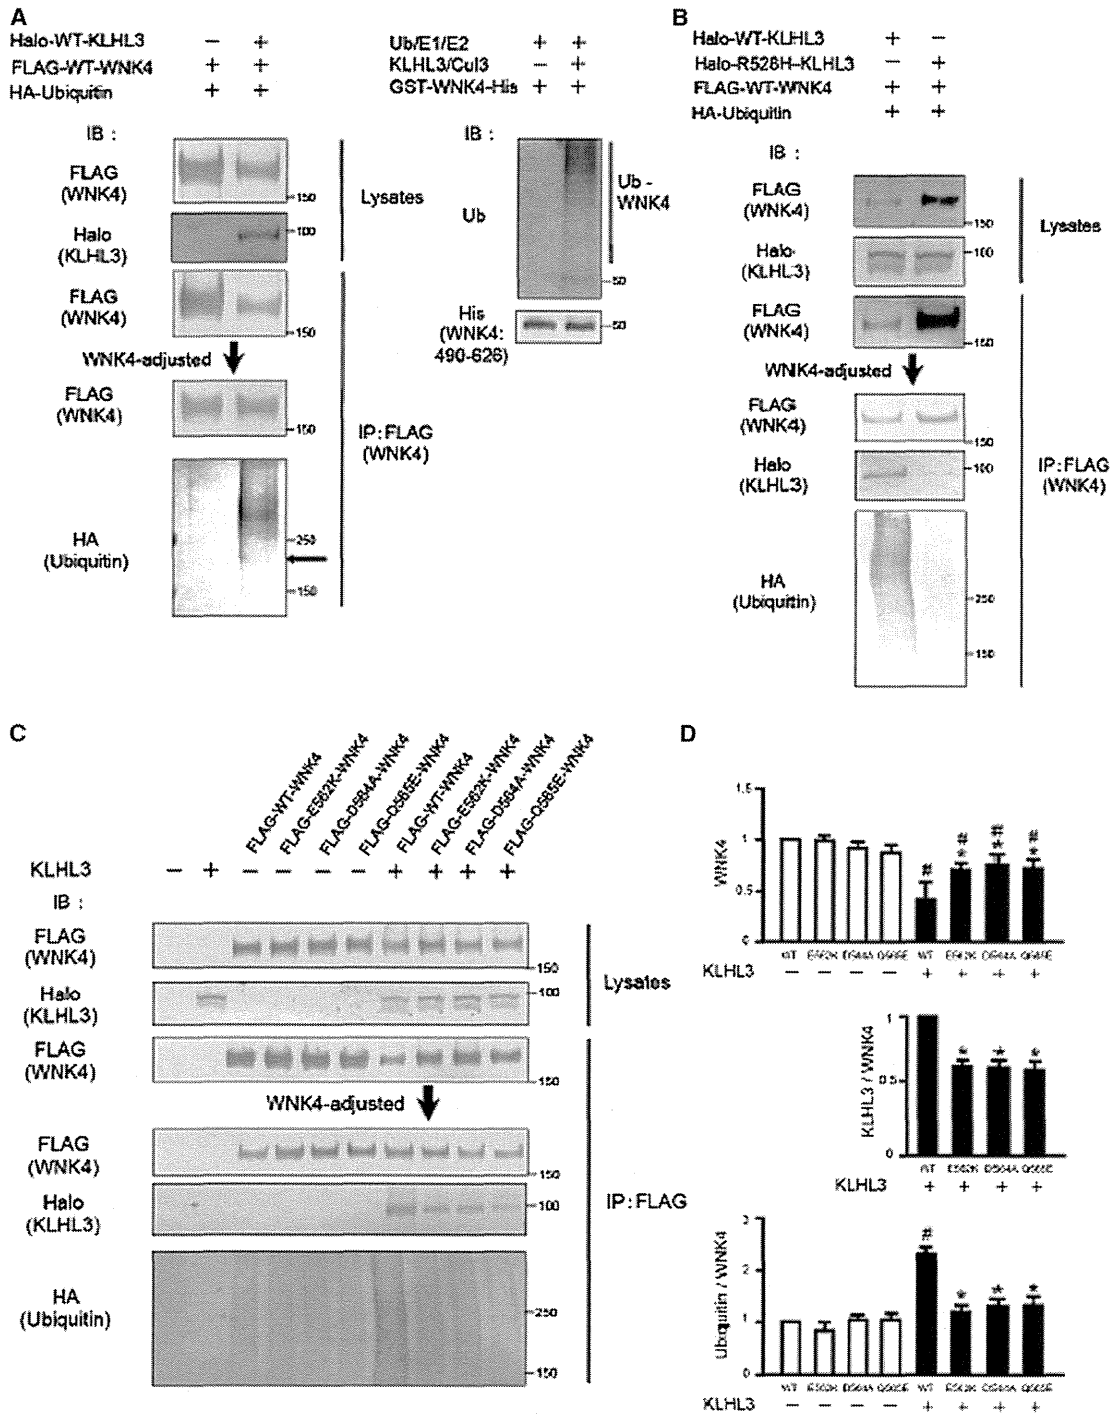 A
Halo-WT-KLHL3 − +
FLAG-WT-WNK4 + +
HA-Ubiquitin + +
IB :
FLAG
(WNK4)
150
Halo
(KLHL3)
100
Lysates
FLAG
(WNK4)
150
WNK4-adjusted
FLAG
(WNK4)
150
HA
(Ubiquitin)
250
150
IP:FLAG
(WNK4)
Ub/E1/E2 + +
KLHL3/Cul3 − +
GST-WNK4-His + +
IB :
Ub
Ub-
WNK4
50
His
(WNK4:
490-626)
50
B
Halo-WT-KLHL3 + −
Halo-R528H-KLHL3 − +
FLAG-WT-WNK4 + +
HA-Ubiquitin + +
IB :
FLAG
(WNK4)
150
Halo
(KLHL3)
100
Lysates
FLAG
(WNK4)
150
WNK4-adjusted
FLAG
(WNK4)
150
Halo
(KLHL3)
100
HA
(Ubiquitin)
250
150
IP:FLAG
(WNK4)
C
FLAG-WT-WNK4
FLAG-E562K-WNK4
FLAG-D564A-WNK4
FLAG-Q565E-WNK4
FLAG-WT-WNK4
FLAG-E562K-WNK4
FLAG-D564A-WNK4
FLAG-Q565E-WNK4
KLHL3 − + − − − − + + + +
IB :
FLAG
(WNK4)
150
Halo
(KLHL3)
100
Lysates
FLAG
(WNK4)
150
WNK4-adjusted
FLAG
(WNK4)
150
Halo
(KLHL3)
100
HA
(Ubiquitin)
250
150
IP:FLAG
D
WNK4
1.5
1
0.5
0
# #* #* #*
WT E562K D564A Q565E WT E562K D564A Q565E
KLHL3 − − − − + + + +
KLHL3 / WNK4
1
0.5
0
* * *
WT E562K D564A Q565E
KLHL3 + + + +
Ubiquitin / WNK4
3
2
1
0
# * * *
WT E562K D564A Q565E WT E562K D564A Q565E
KLHL3 − − − − + + + +